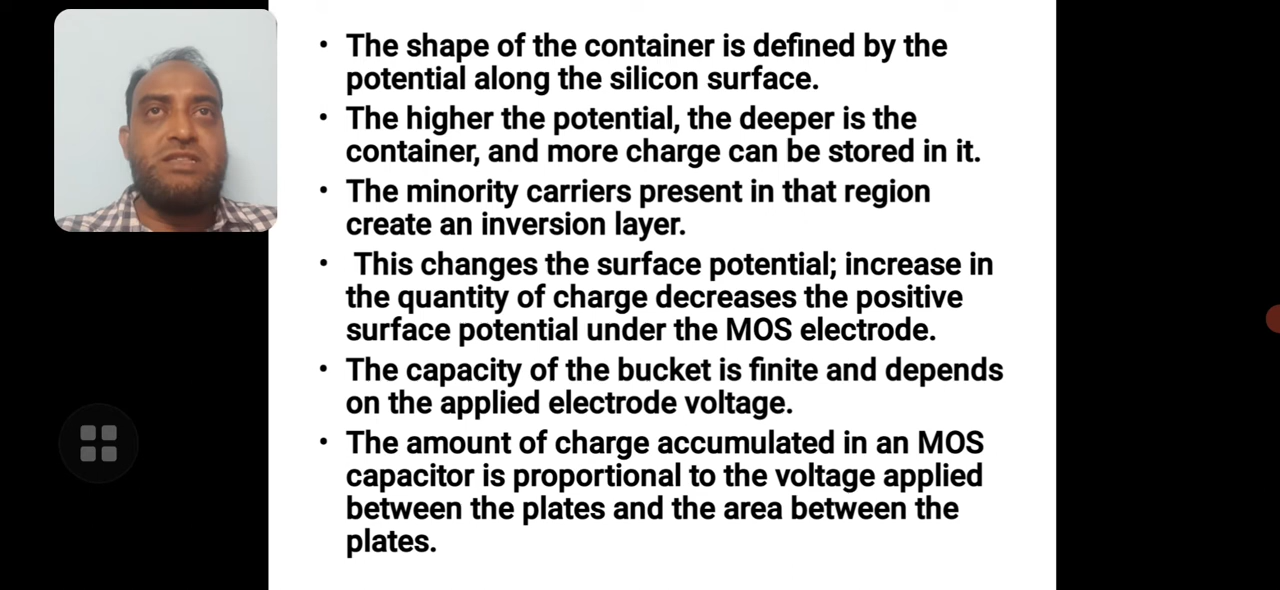 • The shape of the container is defined by the
potential along the silicon surface.
• The higher the potential, the deeper is the
container, and more charge can be stored in it.
• The minority carriers present in that region
create an inversion layer.
• This changes the surface potential; increase in
the quantity of charge decreases the positive
surface potential under the MOS electrode.
• The capacity of the bucket is finite and depends
on the applied electrode voltage.
• The amount of charge accumulated in an MOS
capacitor is proportional to the voltage applied
between the plates and the area between the
plates.